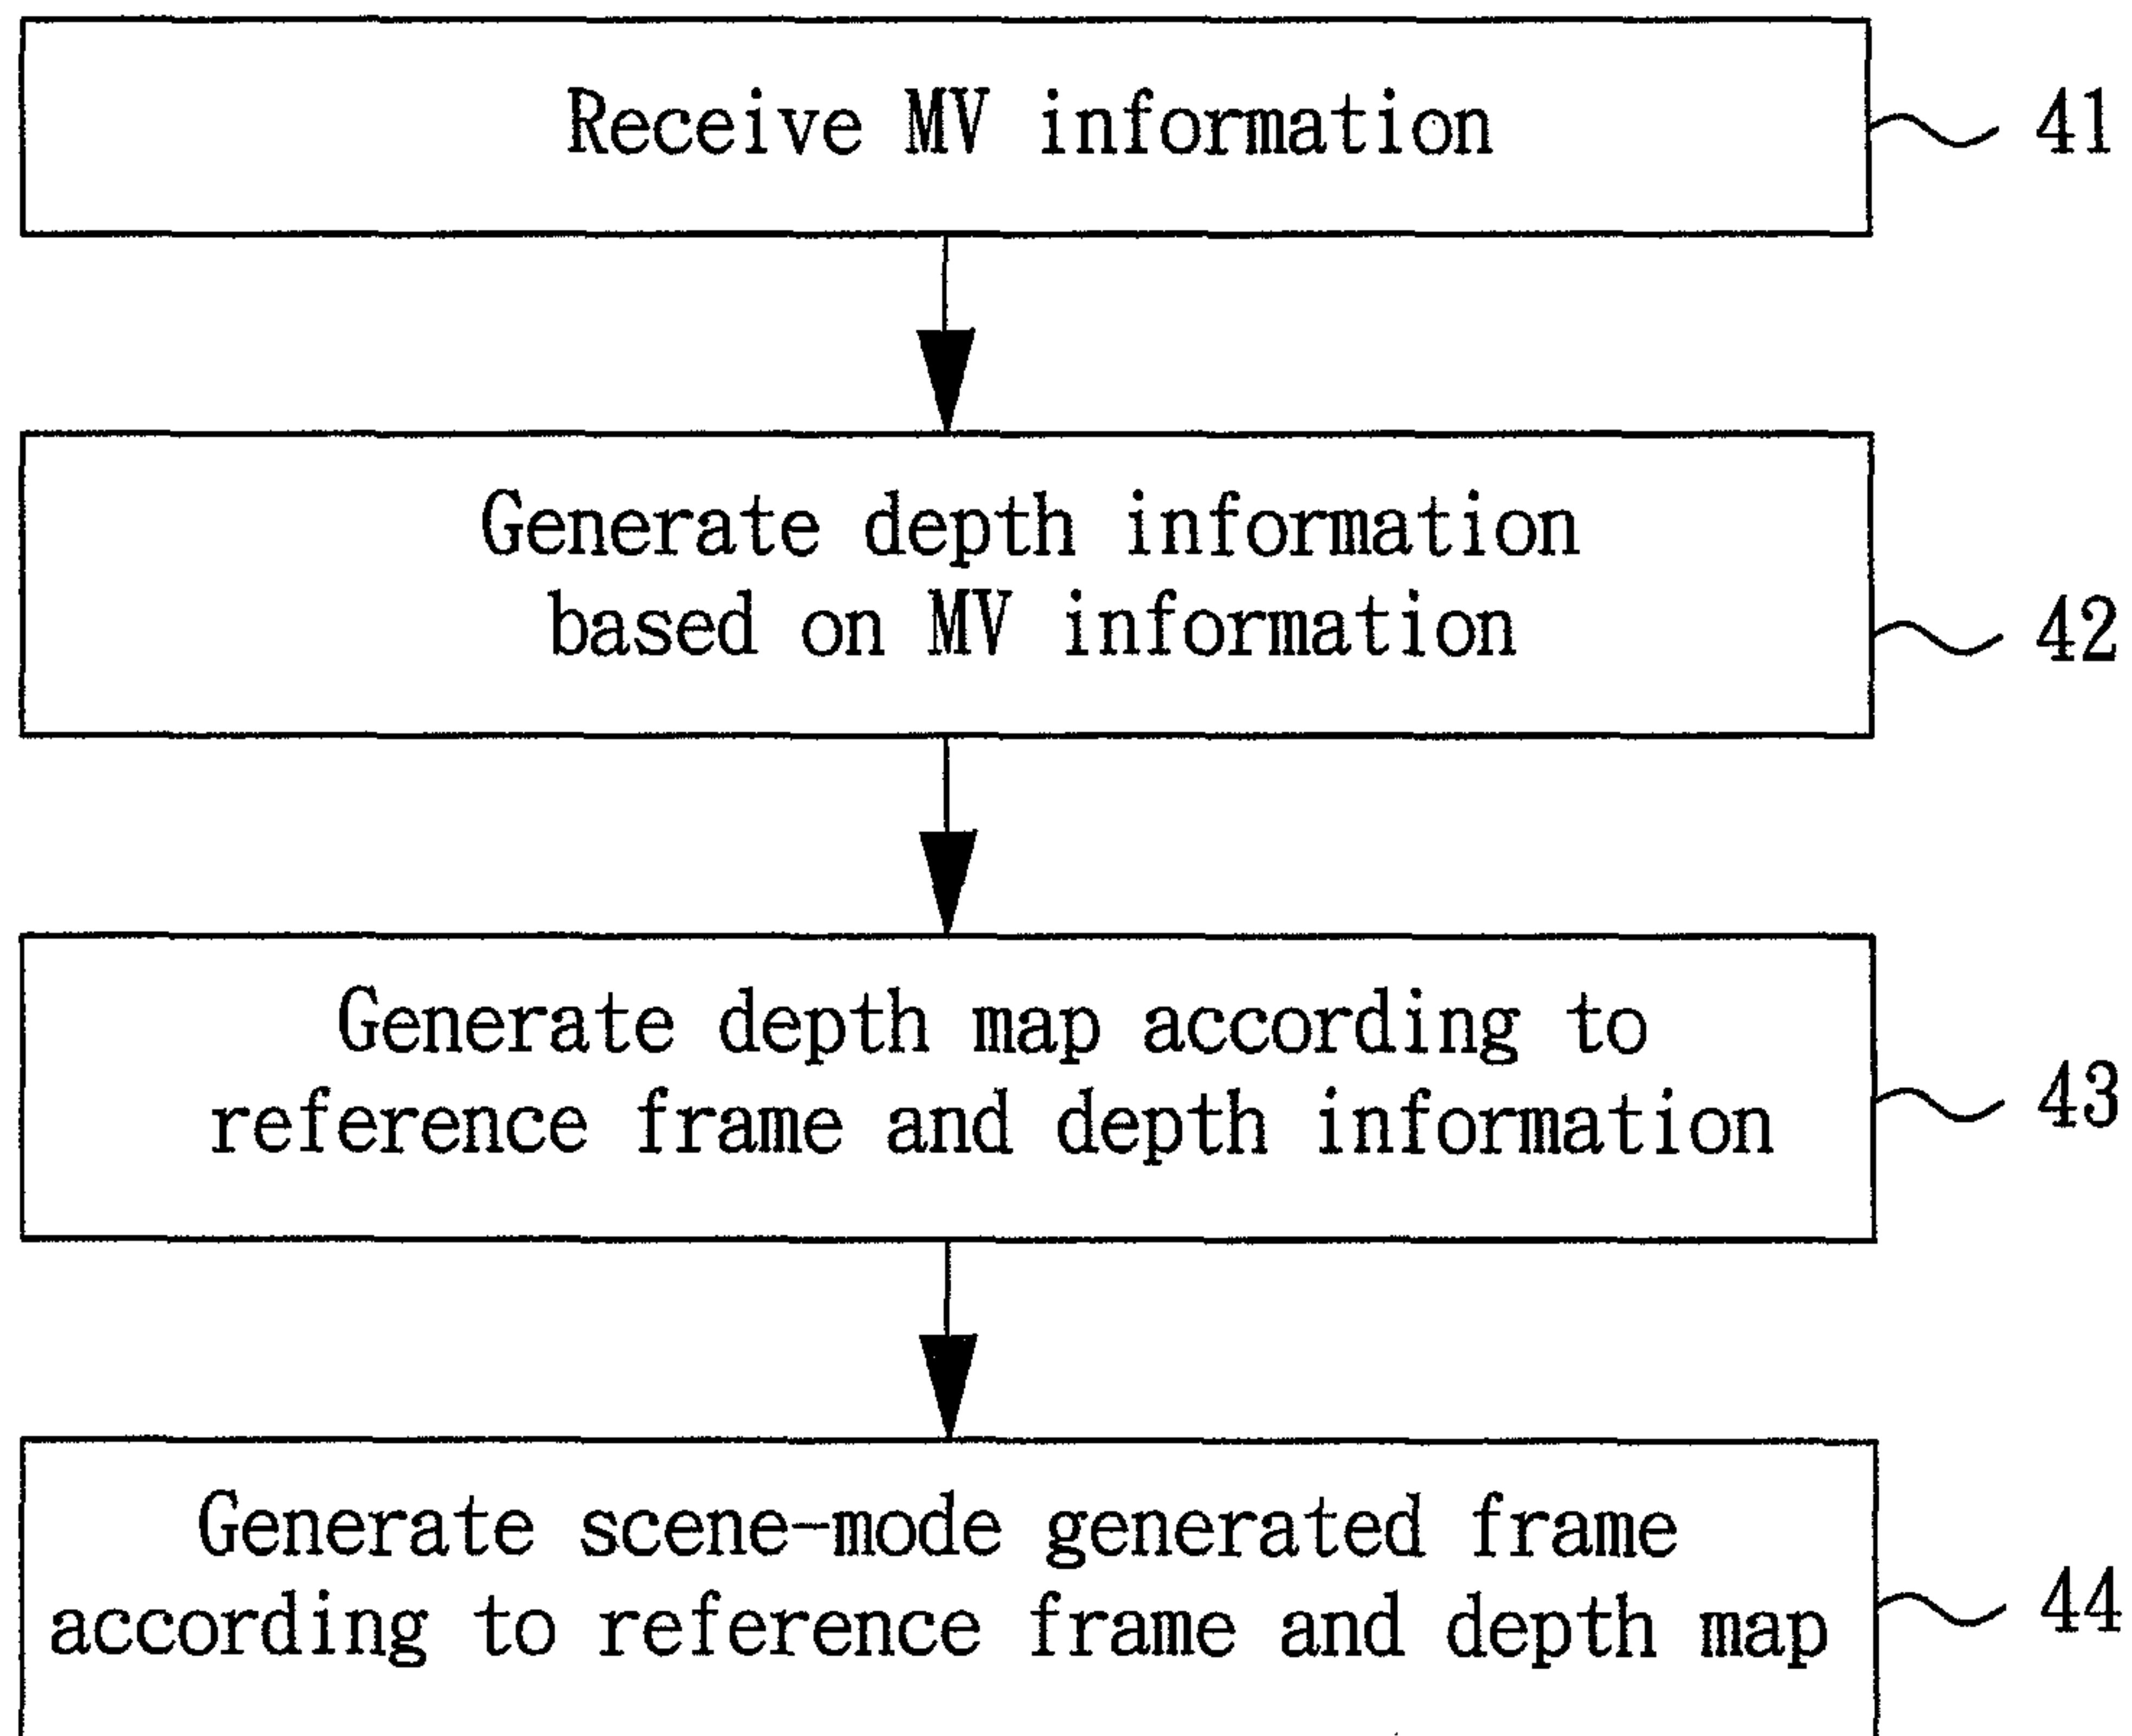 Receive MV information
41
Generate depth information
based on MV information
42
Generate depth map according to
reference frame and depth information
43
Generate scene-mode generated frame
according to reference frame and depth map
44